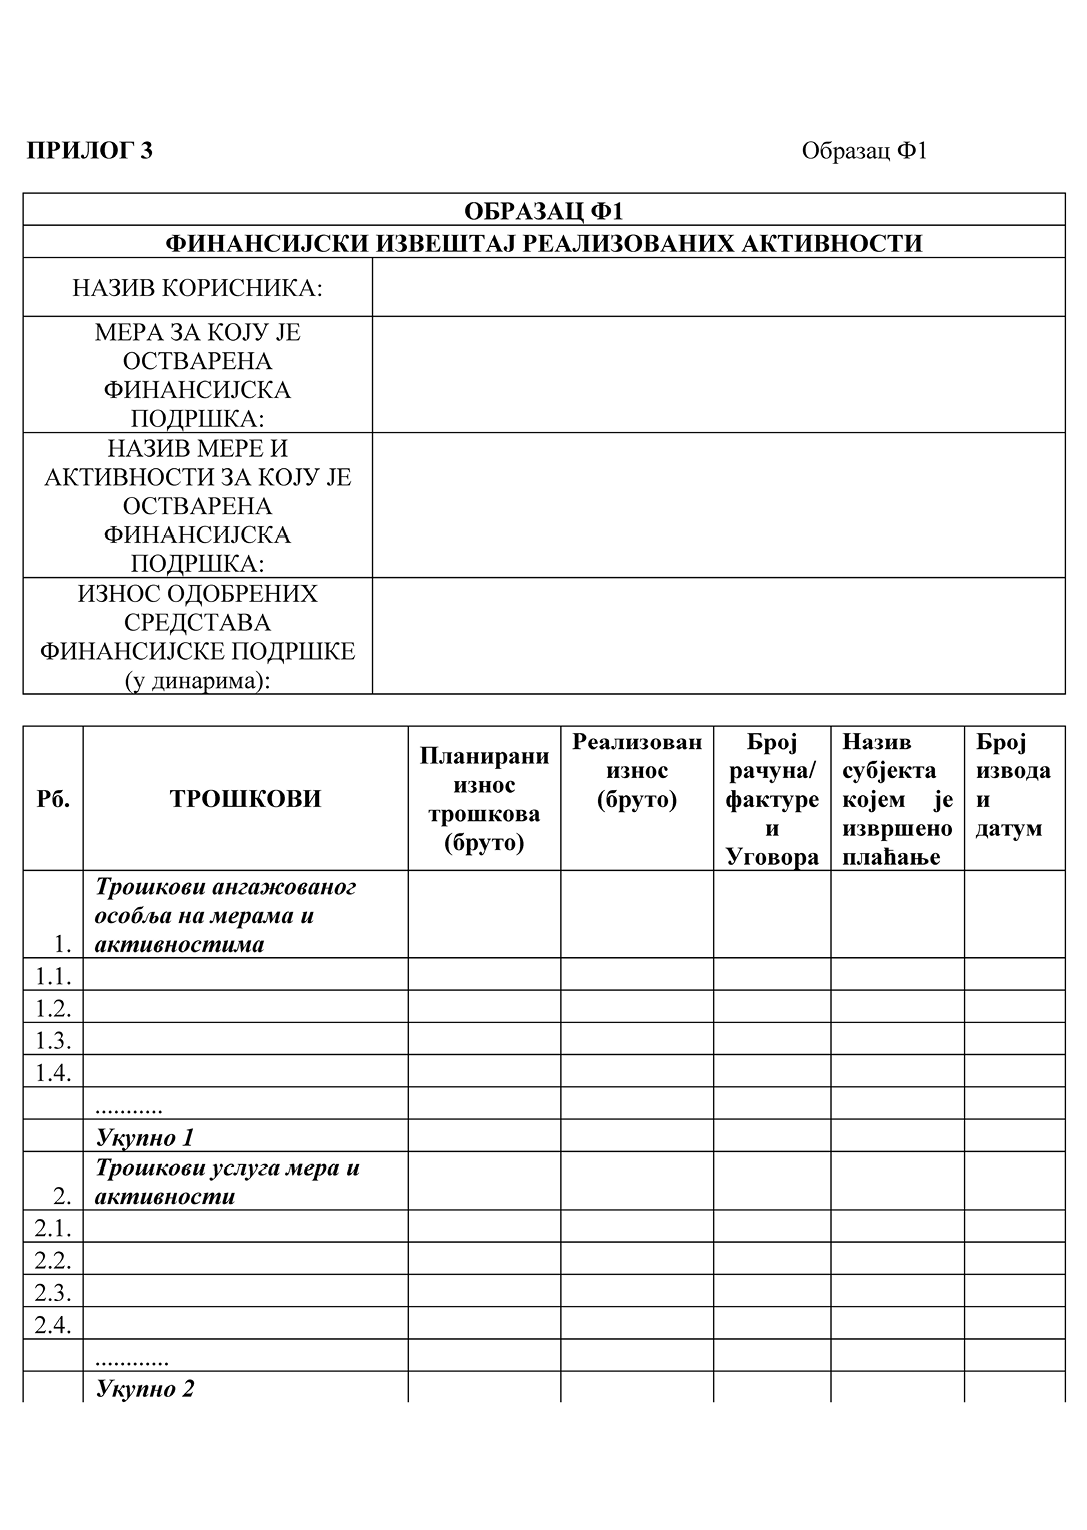 ПРИЛОГ 3 Образац Ф1
ОБРАЗАЦ Ф1
ФИНАНСИЈСКИ ИЗВЕШТАЈ РЕАЛИЗОВАНИХ АКТИВНОСТИ
НАЗИВ КОРИСНИКА:
МЕРА ЗА КОЈУ ЈЕ
ОСТВАРЕНА
ФИНАНСИЈСКА
ПОДРШКА:
НАЗИВ МЕРЕ И
АКТИВНОСТИ ЗА КОЈУ ЈЕ
ОСТВАРЕНА
ФИНАНСИЈСКА
ПОДРШКА:
ИЗНОС ОДОБРЕНИХ
СРЕДСТАВА
ФИНАНСИЈСКЕ ПОДРШКЕ
(у динарима):
Рб.
ТРОШКОВИ
Планирани
износ
трошкова
(бруто)
Реализован
износ
(бруто)
Број
рачуна/
фактуре
и
Уговора
Назив
субјекта
којем је
извршено
плаћање
Број
извода
и
датум
1.
Трошкови ангажованог
особља на мерама и
активностима
1.1.
1.2.
1.3.
1.4.
...........
Укупно 1
2.
Трошкови услуга мера и
активности
2.1.
2.2.
2.3.
2.4.
............
Укупно 2